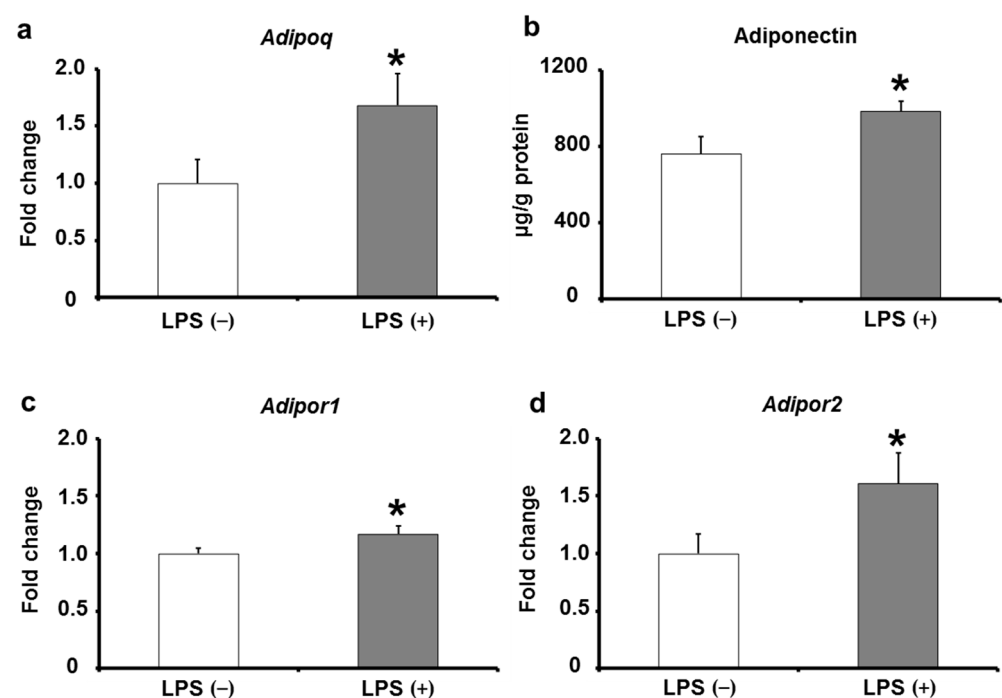 a
Adipoq
Fold change
2.0
1.5
1.0
0.5
0
*
LPS (−)
LPS (+)
b
Adiponectin
µg/g protein
1200
800
400
0
*
LPS (−)
LPS (+)
c
Adipor1
Fold change
2.0
1.5
1.0
0.5
0
*
LPS (−)
LPS (+)
d
Adipor2
Fold change
2.0
1.5
1.0
0.5
0
*
LPS (−)
LPS (+)